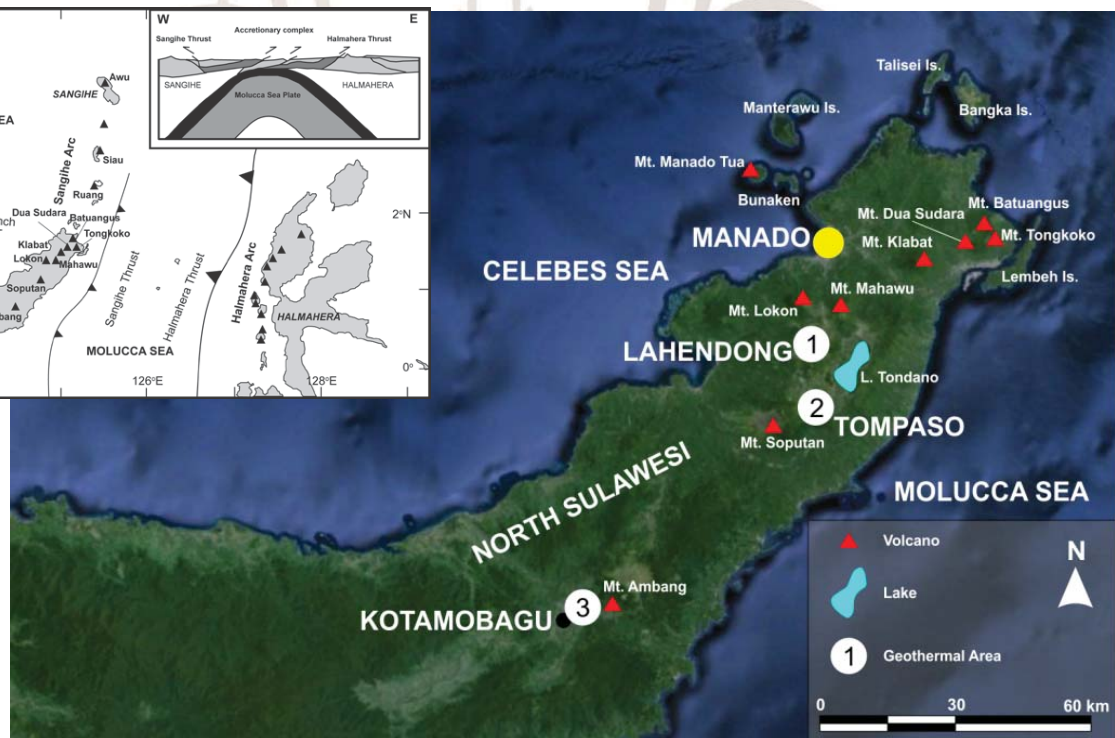 W
E
Accretionary complex
Sangihe Thrust
Halmahera Thrust
SANGIHE
HALMAHERA
Molucca Sea Plate
Awu
SANGIHE
EA
Siau
Sangihe Arc
Ruang
nch
Dua Sudara
Batuangus
Tongkoko
Klabat
Lokon
Mahawu
Soputan
bang
Sangihe Thrust
Halmahera Thrust
Halmahera Arc
HALMAHERA
MOLUCCA SEA
2°N
0°
126°E
128°E
Talisei Is.
Manterawu Is.
Bangka Is.
Mt. Manado Tua
Bunaken
Mt. Batuangus
Mt. Dua Sudara
MANADO
Mt. Klabat
Mt. Tongkoko
CELEBES SEA
Lembeh Is.
Mt. Mahawu
Mt. Lokon
LAHENDONG
1
L. Tondano
2
TOMPASO
Mt. Soputan
NORTH SULAWESI
MOLUCCA SEA
Mt. Ambang
3
KOTAMOBAGU
Volcano
N
Lake
1
Geothermal Area
0
30
60 km